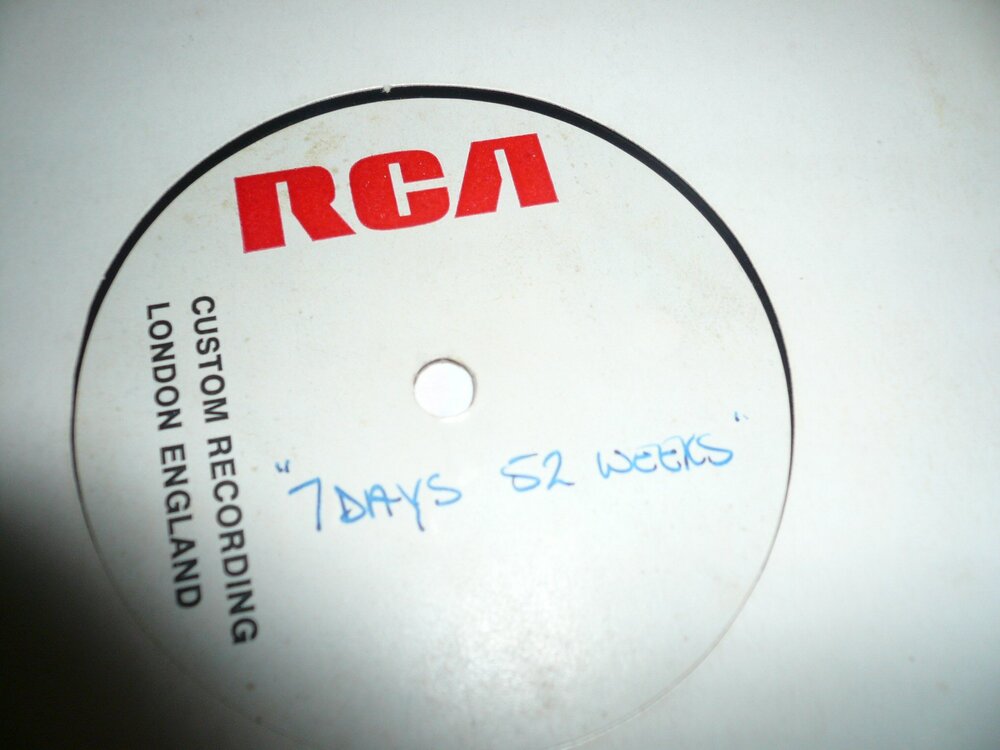 RCA
CUSTOM RECORDING
LONDON ENGLAND
"7 DAYS 52 WEEKS"